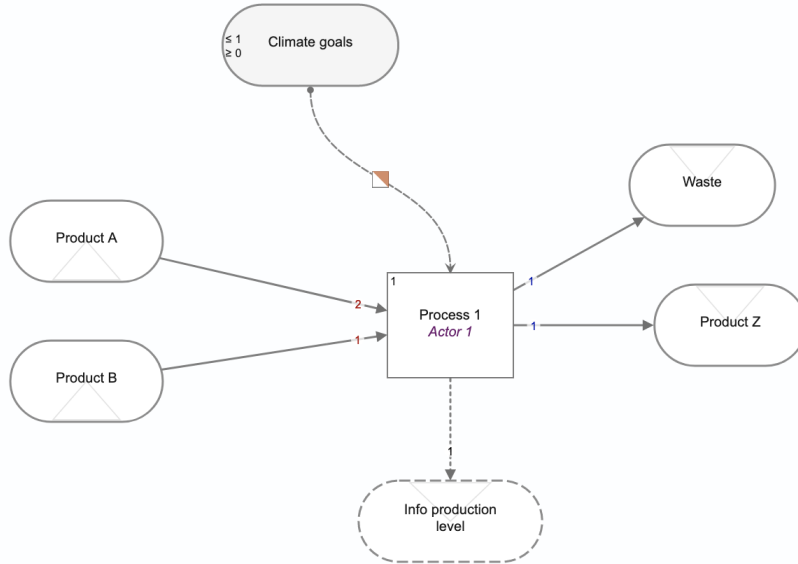 ≤ 1
≥ 0
Climate goals
Waste
Product A
1
1
Process 1
Actor 1
2
1
Product Z
1
Product B
1
Info production
level